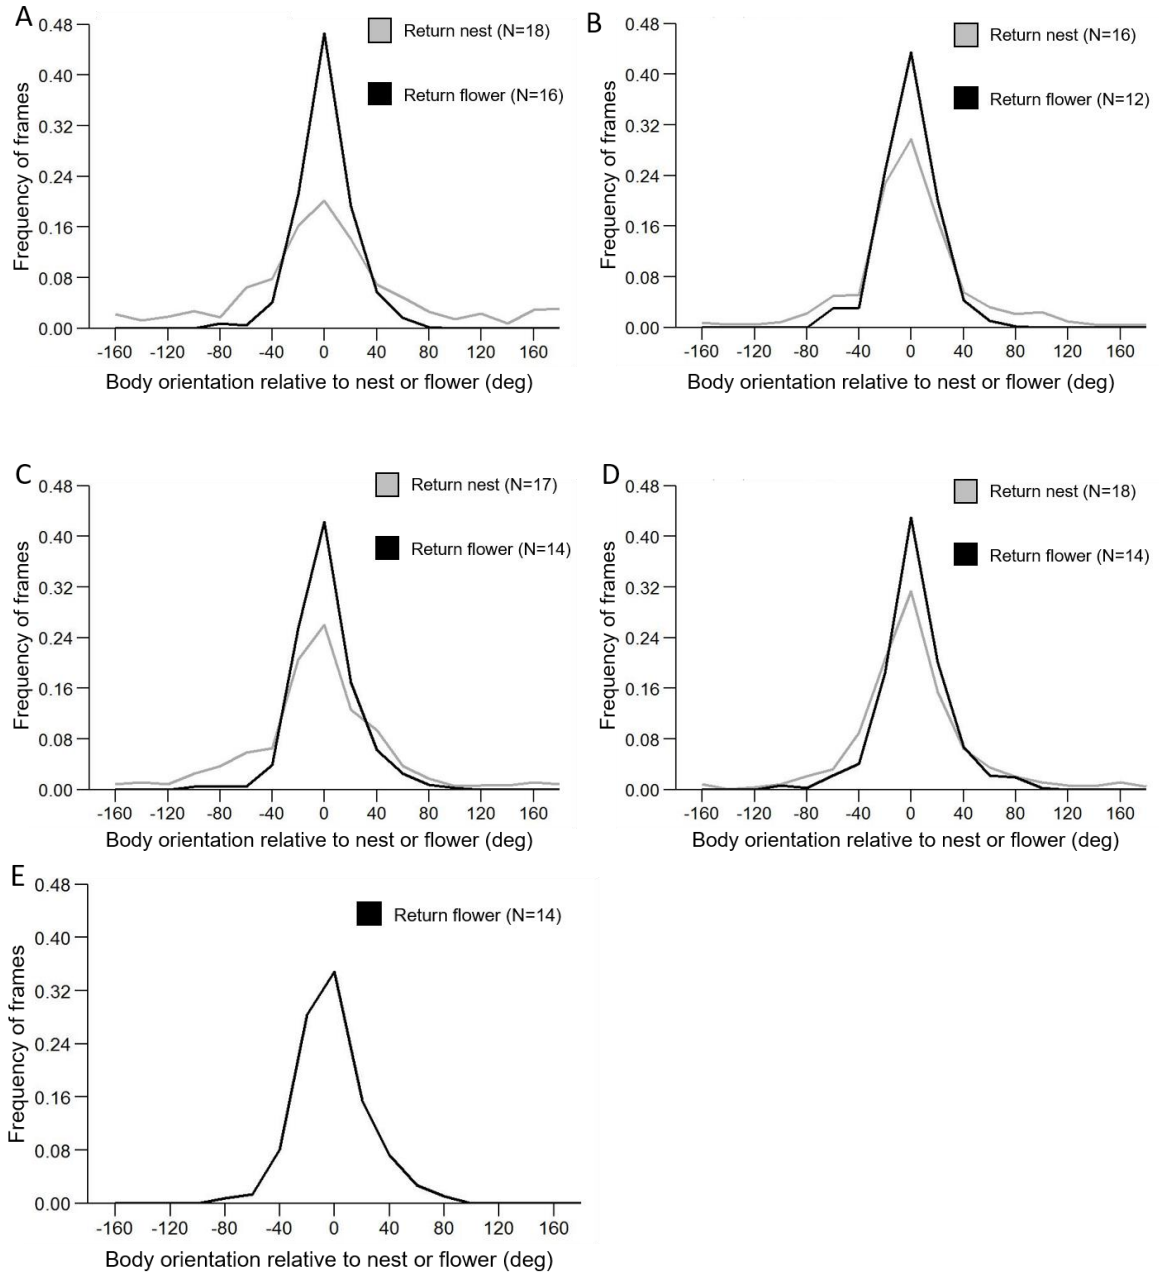 A
Frequency of frames
0.48
0.40
0.32
0.24
0.16
0.08
0.00
-160 -120 -80 -40 0 40 80 120 160
Body orientation relative to nest or flower (deg)
Return nest (N=18)
Return flower (N=16)
B
Frequency of frames
0.48
0.40
0.32
0.24
0.16
0.08
0.00
-160 -120 -80 -40 0 40 80 120 160
Body orientation relative to nest or flower (deg)
Return nest (N=16)
Return flower (N=12)
C
Frequency of frames
0.48
0.40
0.32
0.24
0.16
0.08
0.00
-160 -120 -80 -40 0 40 80 120 160
Body orientation relative to nest or flower (deg)
Return nest (N=17)
Return flower (N=14)
D
Frequency of frames
0.48
0.40
0.32
0.24
0.16
0.08
0.00
-160 -120 -80 -40 0 40 80 120 160
Body orientation relative to nest or flower (deg)
Return nest (N=18)
Return flower (N=14)
E
Frequency of frames
0.48
0.40
0.32
0.24
0.16
0.08
0.00
-160 -120 -80 -40 0 40 80 120 160
Body orientation relative to nest or flower (deg)
Return flower (N=14)